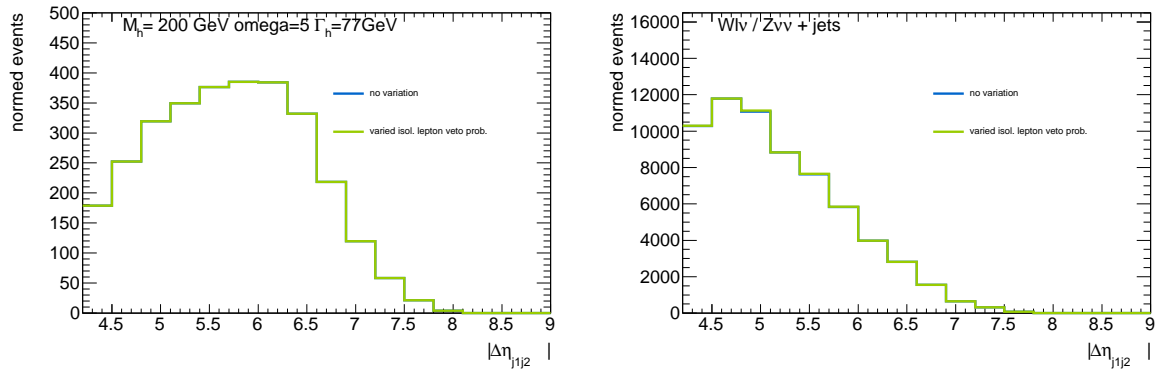 M_h= 200 GeV omega=5 Γ_h=77GeV
normed events
500
450
400
350
300
250
200
150
100
50
0
no variation
varied isol. lepton veto prob.
4.5 5 5.5 6 6.5 7 7.5 8 8.5 9
|Δη_j1j2 |
Wlν / Zνν + jets
normed events
16000
14000
12000
10000
8000
6000
4000
2000
0
no variation
varied isol. lepton veto prob.
4.5 5 5.5 6 6.5 7 7.5 8 8.5 9
|Δη_j1j2 |